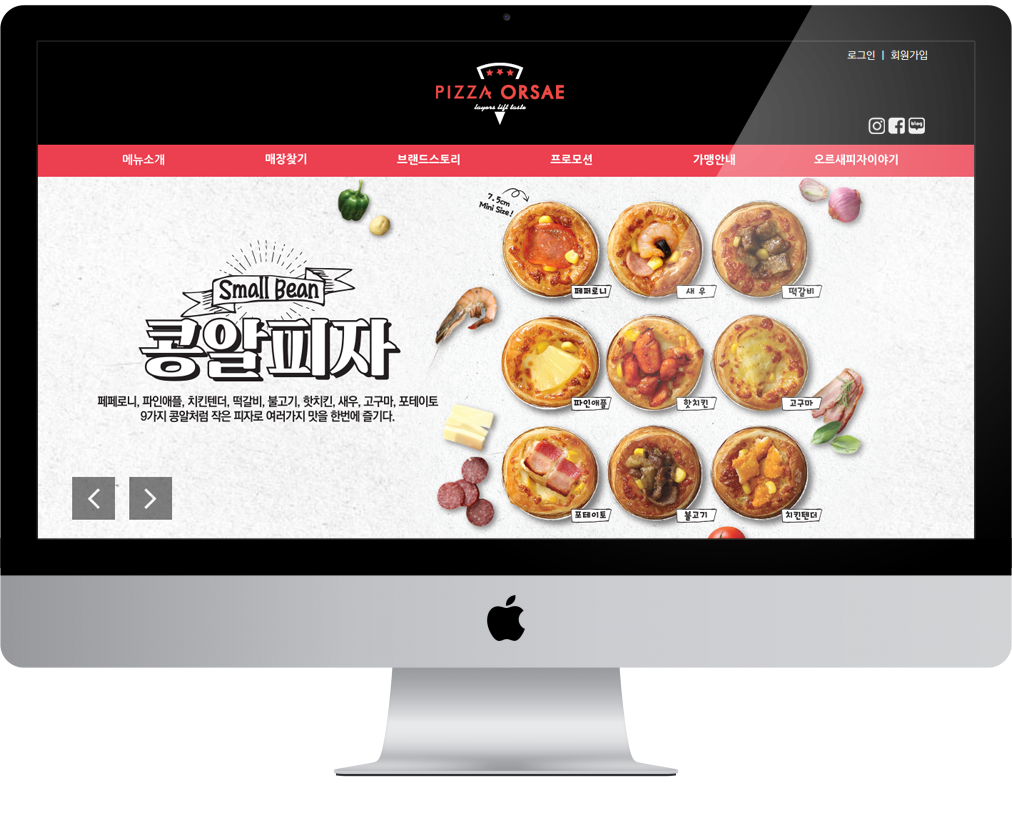 로그인 | 회원가입
PIZZA ORSAE
layers lift taste
blog
메뉴소개 매장찾기 브랜드스토리 프로모션 가맹안내 오르새피자이야기
7.5cm
Mini Size!
Small Bean
콩알피자
페페로니, 파인애플, 치킨텐더, 떡갈비, 불고기, 핫치킨, 새우, 고구마, 포테이토
9가지 콩알처럼 작은 피자로 여러가지 맛을 한번에 즐기다.
페퍼로니 새우 떡갈비
파인애플 핫치킨 고구마
포테이토 불고기 치킨텐더